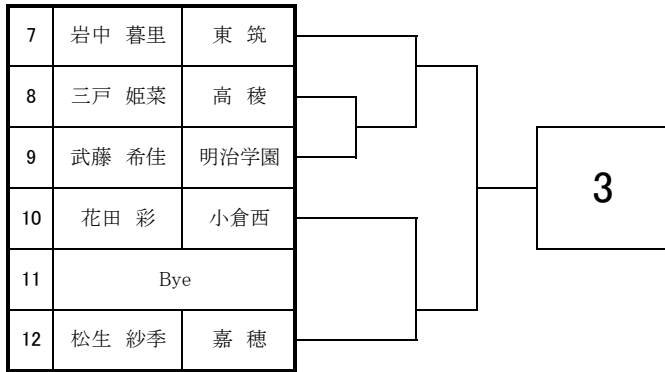 7 岩中 暮里 東 筑
8 三戸 姫菜 高 稜
9 武藤 希佳 明治学園
3
10 花田 彩 小倉西
11 Bye
12 松生 紗季 嘉 穂